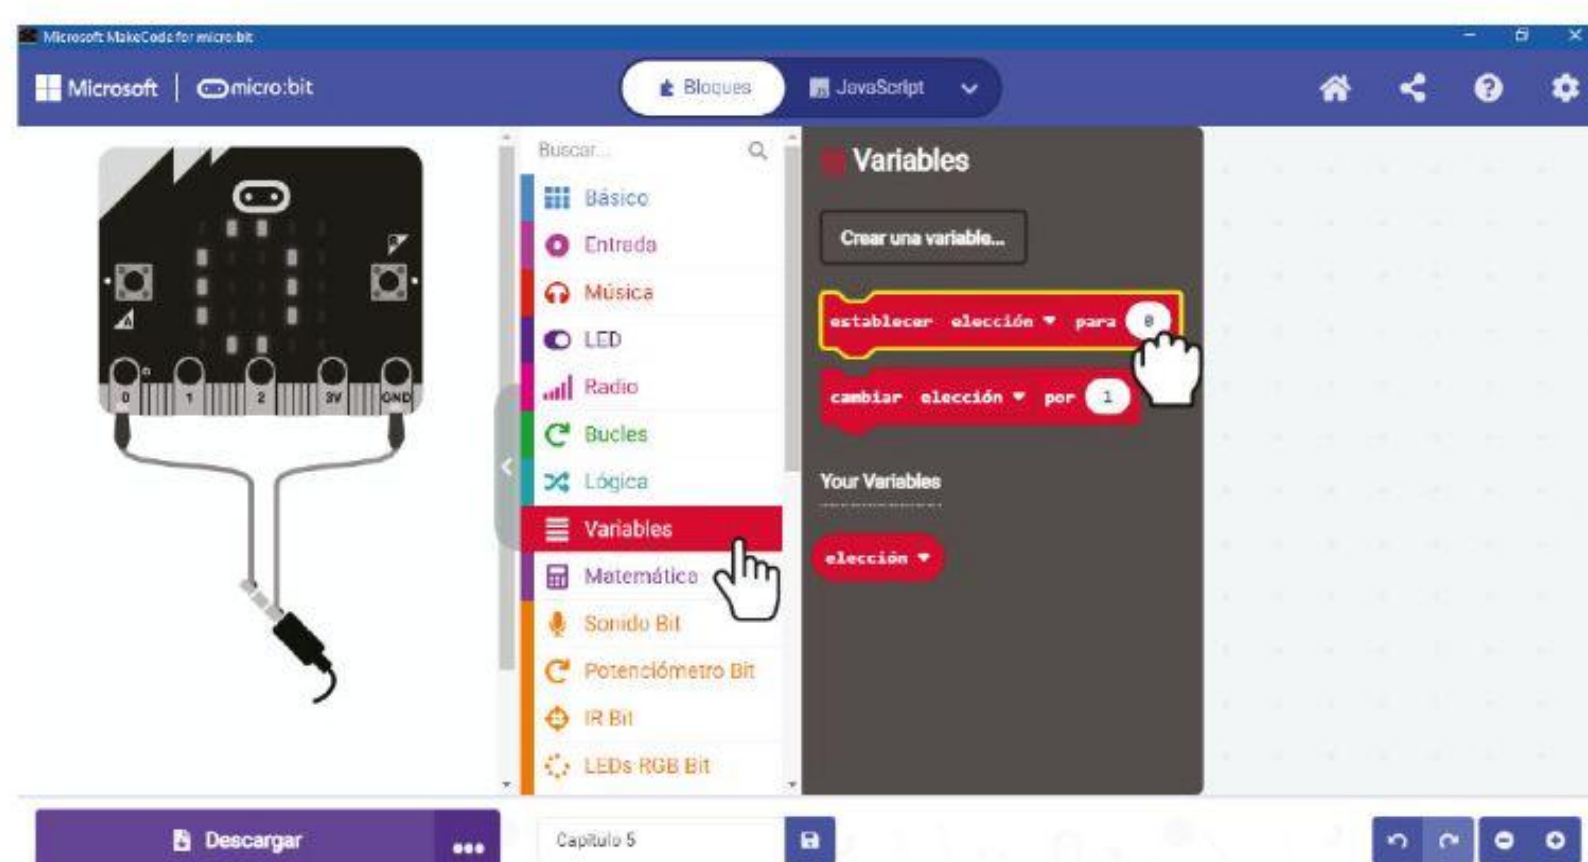 Microsoft MakeCode for micro:bit
Microsoft | micro:bit
Bloques
JavaScript
Buscar...
Básico
Entrada
Música
LED
Radio
Bucles
Lógica
Variables
Matemática
Sonido Bit
Potenciómetro Bit
IR Bit
LEDs RGB Bit
Variables
Crear una variable...
establecer elección para 0
cambiar elección por 1
Your Variables
elección
A
B
0 1 2 3V GND
Descargar
Capítulo 5